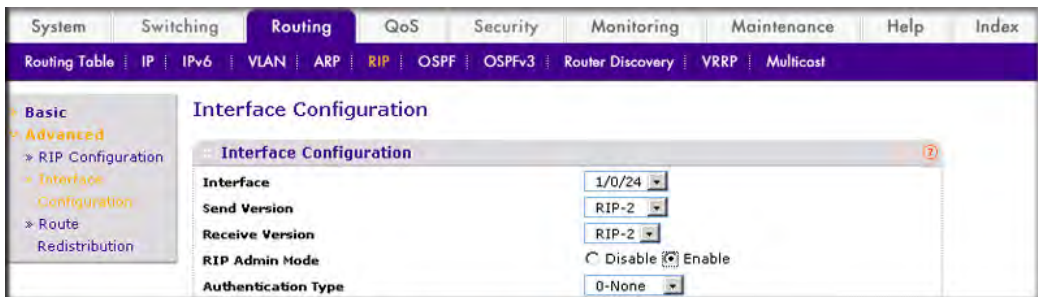 System Switching Routing QoS Security Monitoring Maintenance Help Index
Routing Table IP IPv6 VLAN ARP RIP OSPF OSPFv3 Router Discovery VRRP Multicast
Basic
Advanced
» RIP Configuration
» Interface
Configuration
» Route
Redistribution
Interface Configuration
Interface Configuration
Interface 1/0/24
Send Version RIP-2
Receive Version RIP-2
RIP Admin Mode Disable Enable
Authentication Type 0-None